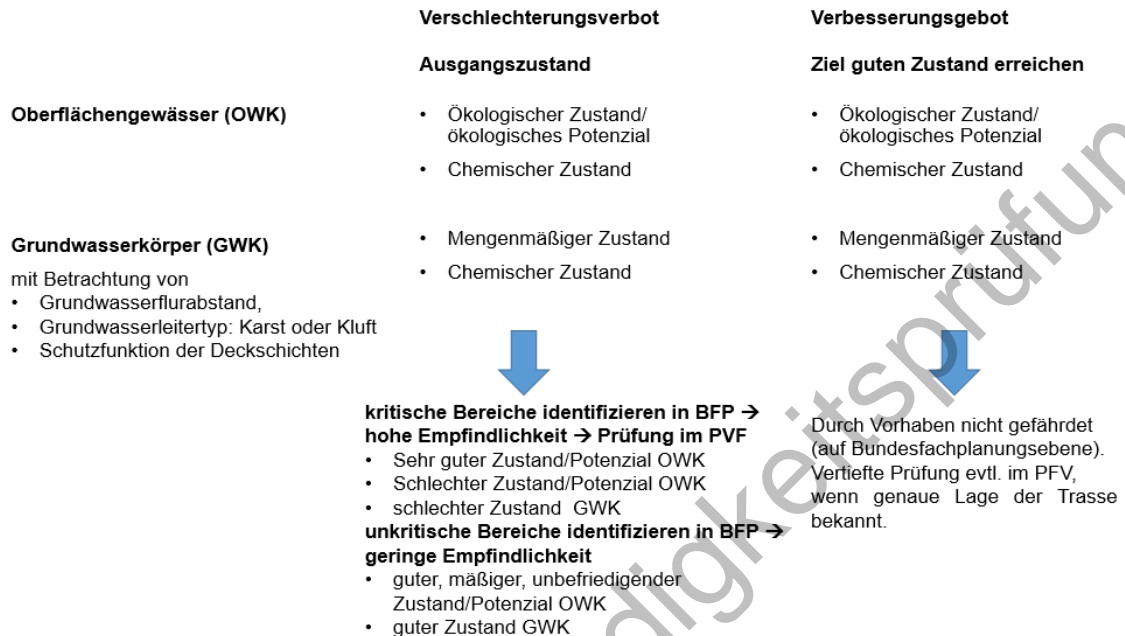 Verschlechterungsverbot
Verbesserungsgebot
Ausgangszustand
Ziel guten Zustand erreichen
Oberflächengewässer (OWK)
• Ökologischer Zustand/
ökologisches Potenzial
• Chemischer Zustand
• Ökologischer Zustand/
ökologisches Potenzial
• Chemischer Zustand
Grundwasserkörper (GWK)
mit Betrachtung von
• Grundwasserflurabstand,
• Grundwasserleitertyp: Karst oder Kluft
• Schutzfunktion der Deckschichten
• Mengenmäßiger Zustand
• Chemischer Zustand
• Mengenmäßiger Zustand
• Chemischer Zustand
kritische Bereiche identifizieren in BFP →
hohe Empfindlichkeit → Prüfung im PVF
• Sehr guter Zustand/Potenzial OWK
• Schlechter Zustand/Potenzial OWK
• schlechter Zustand GWK
unkritische Bereiche identifizieren in BFP →
geringe Empfindlichkeit
• guter, mäßiger, unbefriedigender
Zustand/Potenzial OWK
• guter Zustand GWK
Durch Vorhaben nicht gefährdet
(auf Bundesfachplanungsebene).
Vertiefte Prüfung evtl. im PFV,
wenn genaue Lage der Trasse
bekannt.